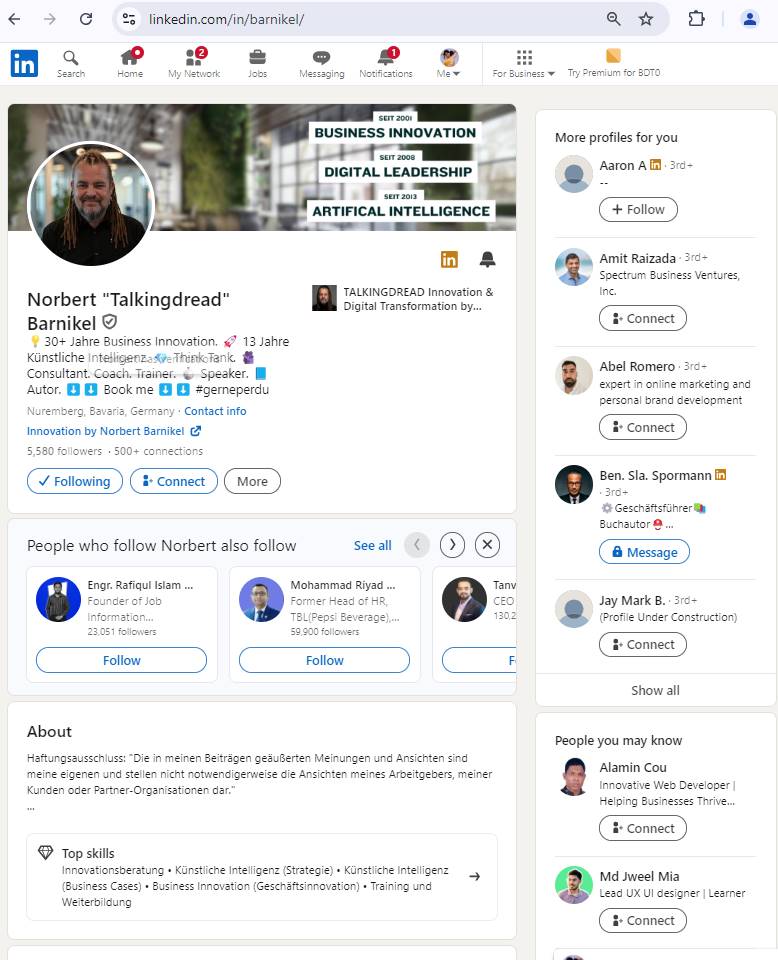 linkedin.com/in/barnikel/
Search
Home
2
My Network
Jobs
Messaging
1
Notifications
Me
For Business
Try Premium for BDT0
SEIT 2001
BUSINESS INNOVATION
SEIT 2008
DIGITAL LEADERSHIP
SEIT 2013
ARTIFICAL INTELLIGENCE
in
Norbert "Talkingdread"
Barnikel
TALKINGDREAD Innovation &
Digital Transformation by...
💡30+ Jahre Business Innovation. 🚀 13 Jahre
Künstliche Intelligenz. 💎 Think Tank.
Consultant. Coach. Trainer. Speaker. 📘
Autor. ⬇️⬇️ Book me ⬇️⬇️ #gerneperdu
Nuremberg, Bavaria, Germany · Contact info
Innovation by Norbert Barnikel
5,580 followers · 500+ connections
Following
Connect
More
People who follow Norbert also follow
See all
Engr. Rafiqul Islam ...
Founder of Job
Information...
23,051 followers
Follow
Mohammad Riyad ...
Former Head of HR,
TBL(Pepsi Beverage),...
59,900 followers
Follow
Tanv
CEO
130,2
F
About
Haftungsausschluss: "Die in meinen Beiträgen geäußerten Meinungen und Ansichten sind
meine eigenen und stellen nicht notwendigerweise die Ansichten meines Arbeitgebers, meiner
Kunden oder Partner-Organisationen dar."
...
Top skills
Innovationsberatung • Künstliche Intelligenz (Strategie) • Künstliche Intelligenz
(Business Cases) • Business Innovation (Geschäftsinnovation) • Training und
Weiterbildung
More profiles for you
Aaron A in · 3rd+
--
+ Follow
Amit Raizada · 3rd+
Spectrum Business Ventures,
Inc.
Connect
Abel Romero · 3rd+
expert in online marketing and
personal brand development
Connect
Ben. Sla. Spormann in
· 3rd+
Geschäftsführer
Buchautor ...
Message
Jay Mark B. · 3rd+
(Profile Under Construction)
Connect
Show all
People you may know
Alamin Cou
Innovative Web Developer |
Helping Businesses Thrive...
Connect
Md Jweel Mia
Lead UX UI designer | Learner
Connect